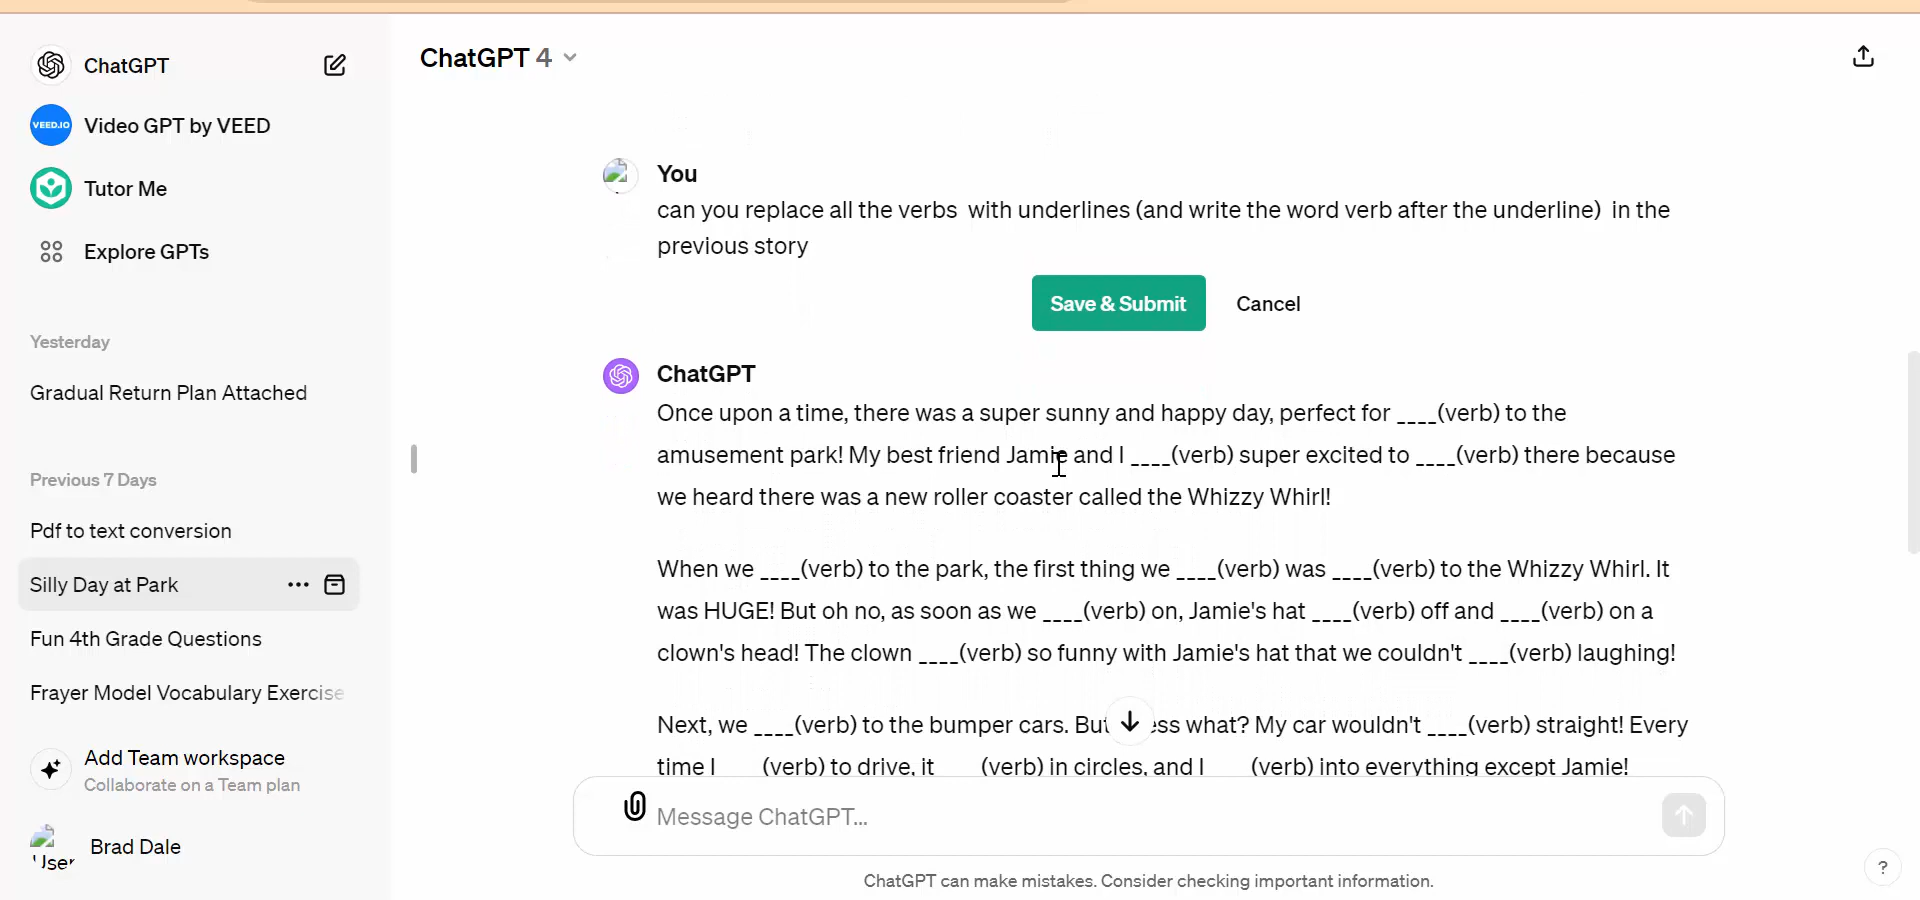 ChatGPT
VEED.IO
Video GPT by VEED
Tutor Me
Explore GPTs
Yesterday
Gradual Return Plan Attached
Previous 7 Days
Pdf to text conversion
Silly Day at Park
Fun 4th Grade Questions
Frayer Model Vocabulary Exercise
Add Team workspace
Collaborate on a Team plan
User
Brad Dale
ChatGPT 4
You
can you replace all the verbs  with underlines (and write the word verb after the underline)  in the
previous story
Save & Submit
Cancel
ChatGPT
Once upon a time, there was a super sunny and happy day, perfect for ____(verb) to the
amusement park! My best friend Jamie and I ____(verb) super excited to ____(verb) there because
we heard there was a new roller coaster called the Whizzy Whirl!
When we ____(verb) to the park, the first thing we ____(verb) was ____(verb) to the Whizzy Whirl. It
was HUGE! But oh no, as soon as we ____(verb) on, Jamie's hat ____(verb) off and ____(verb) on a
clown's head! The clown ____(verb) so funny with Jamie's hat that we couldn't ____(verb) laughing!
Next, we ____(verb) to the bumper cars. But ess what? My car wouldn't ____(verb) straight! Every
time I (verb) to drive, it (verb) in circles, and I (verb) into everything except Jamie!
Message ChatGPT...
ChatGPT can make mistakes. Consider checking important information.
?